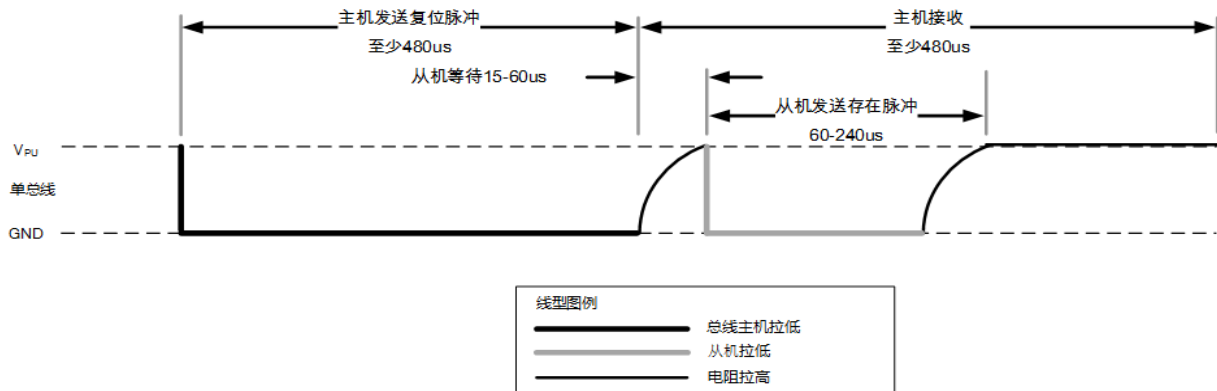 主机发送复位脉冲
至少480us
主机接收
至少480us
从机等待15-60us
从机发送存在脉冲
60-240us
VPU
单总线
GND
线型图例
总线主机拉低
从机拉低
电阻拉高